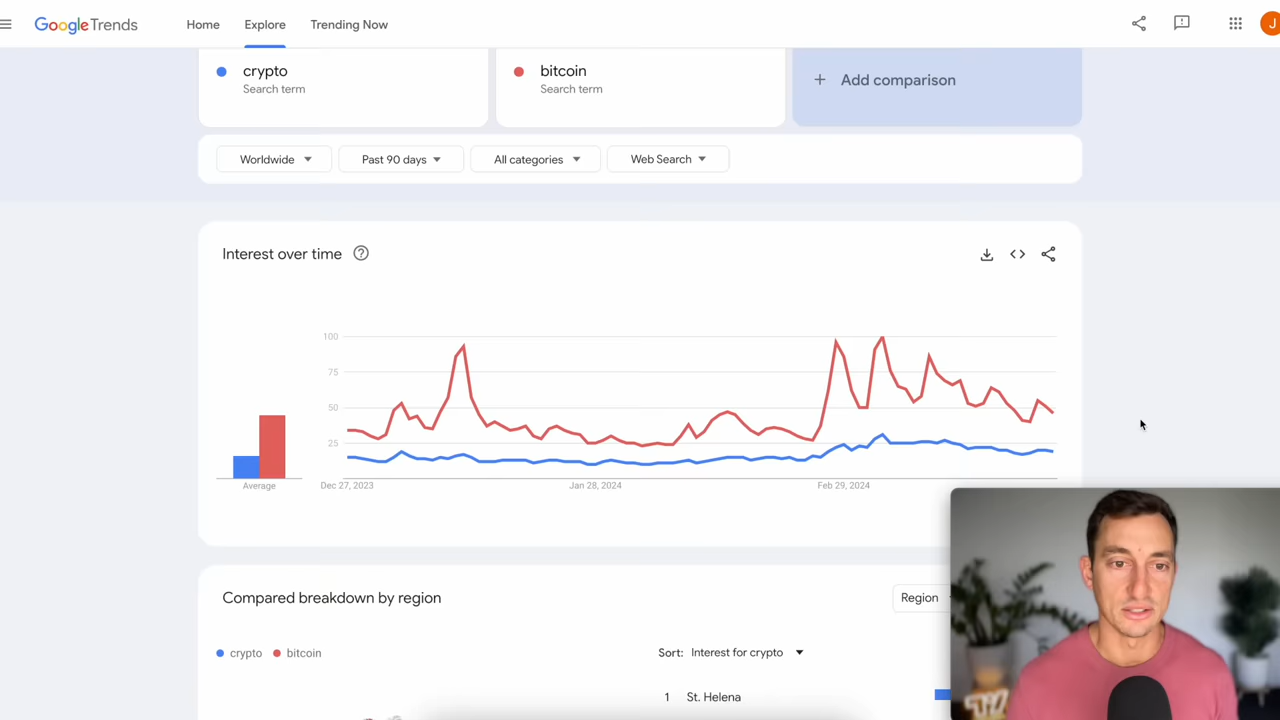 Google Trends Home Explore Trending Now J
crypto
Search term
bitcoin
Search term
+ Add comparison
Worldwide Past 90 days All categories Web Search
Interest over time
100
75
50
25
Average
Dec 27, 2023 Jan 28, 2024 Feb 29, 2024
Compared breakdown by region Region
crypto bitcoin Sort: Interest for crypto
1 St. Helena